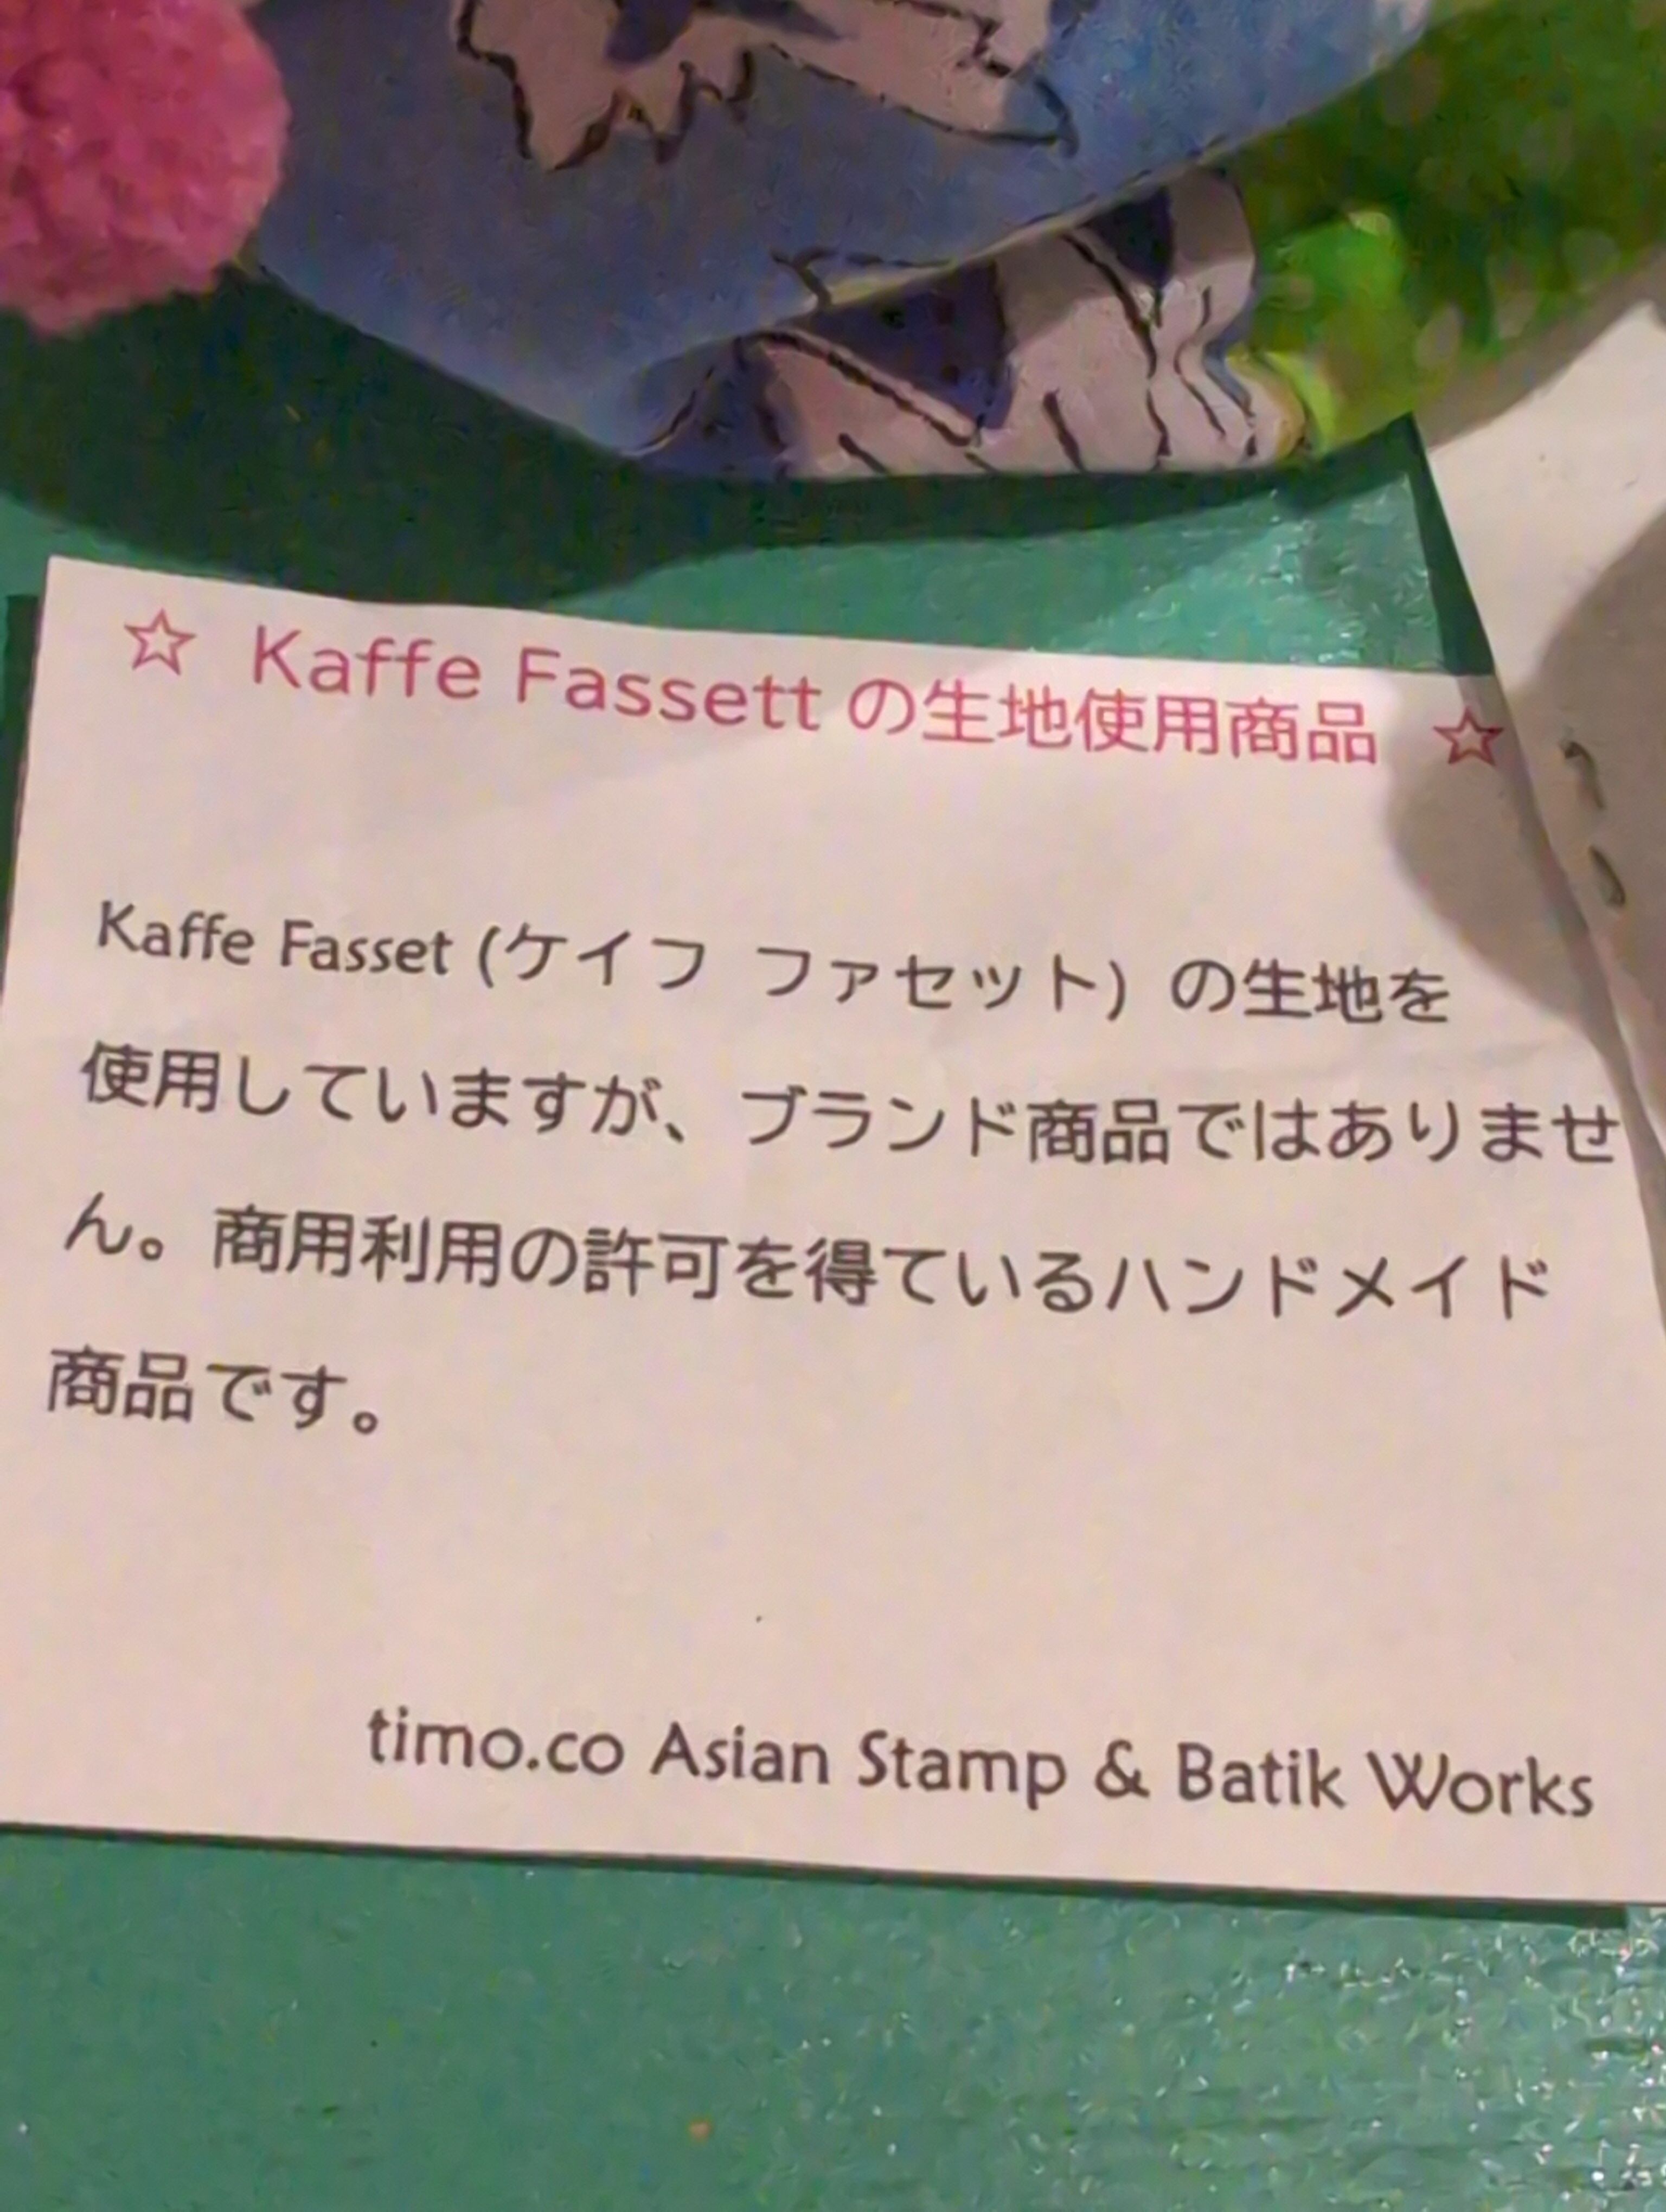 ☆ Kaffe Fassett の生地使用商品 ☆
Kaffe Fasset (ケイフ ファセット) の生地を
使用していますが、ブランド商品ではありませ
ん。商用利用の許可を得ているハンドメイド
商品です。
timo.co Asian Stamp & Batik Works